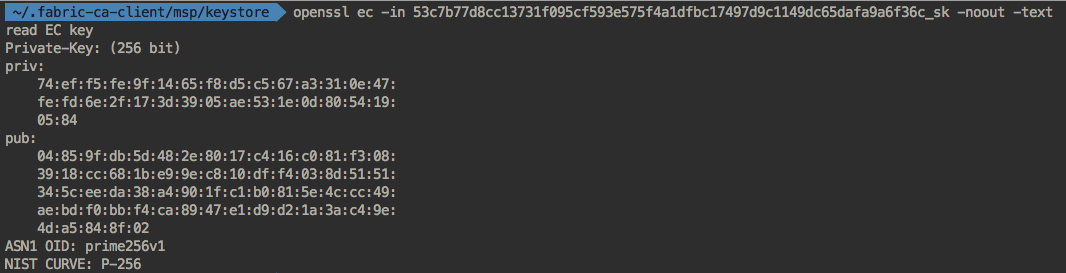 ~/.fabric-ca-client/msp/keystore openssl ec -in 53c7b77d8cc13731f095cf593e575f4a1dfbc17497d9c1149dc65dafa9a6f36c_sk -noout -text
read EC key
Private-Key: (256 bit)
priv:
74:ef:f5:fe:9f:14:65:f8:d5:c5:67:a3:31:0e:47:
fe:fd:6e:2f:17:3d:39:05:ae:53:1e:0d:80:54:19:
05:84
pub:
04:85:9f:db:5d:48:2e:80:17:c4:16:c0:81:f3:08:
39:18:cc:68:1b:e9:9e:c8:10:df:f4:03:8d:51:51:
34:5c:ee:da:38:a4:90:1f:c1:b0:81:5e:4c:cc:49:
ae:bd:f0:bb:f4:ca:89:47:e1:d9:d2:1a:3a:c4:9e:
4d:a5:84:8f:02
ASN1 OID: prime256v1
NIST CURVE: P-256